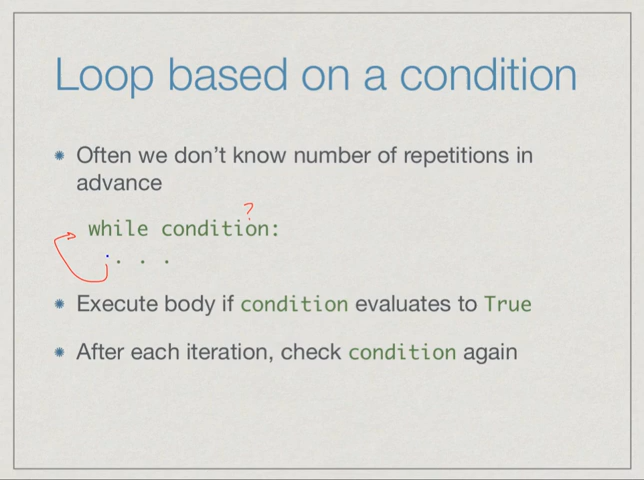 Loop based on a condition
Often we don't know number of repetitions in
advance
?
while condition:
. . .
Execute body if condition evaluates to True
After each iteration, check condition again